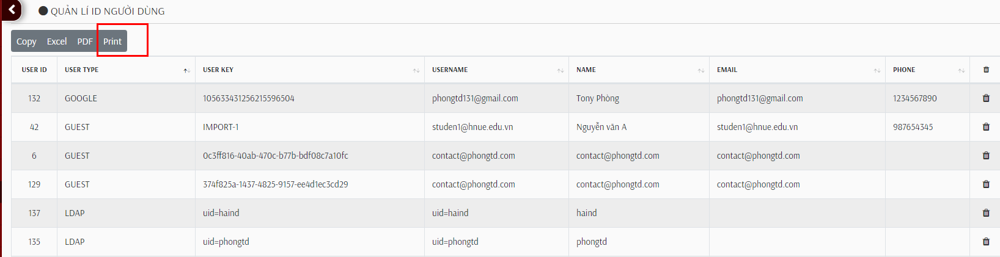 QUẢN LÍ ID NGƯỜI DÙNG
Copy Excel PDF Print
USER ID USER TYPE USER KEY USERNAME NAME EMAIL PHONE
132 GOOGLE 105633431256215596504 phongtd131@gmail.com Tony Phòng phongtd131@gmail.com 1234567890
42 GUEST IMPORT-1 studen1@hnue.edu.vn Nguyễn văn A studen1@hnue.edu.vn 987654345
6 GUEST 0c3ff816-40ab-470c-b77b-bdf08c7a10fc contact@phongtd.com contact@phongtd.com contact@phongtd.com
129 GUEST 374f825a-1437-4825-9157-ee4d1ec3cd29 contact@phongtd.com contact@phongtd.com contact@phongtd.com
137 LDAP uid=haind uid=haind haind
135 LDAP uid=phongtd uid=phongtd phongtd